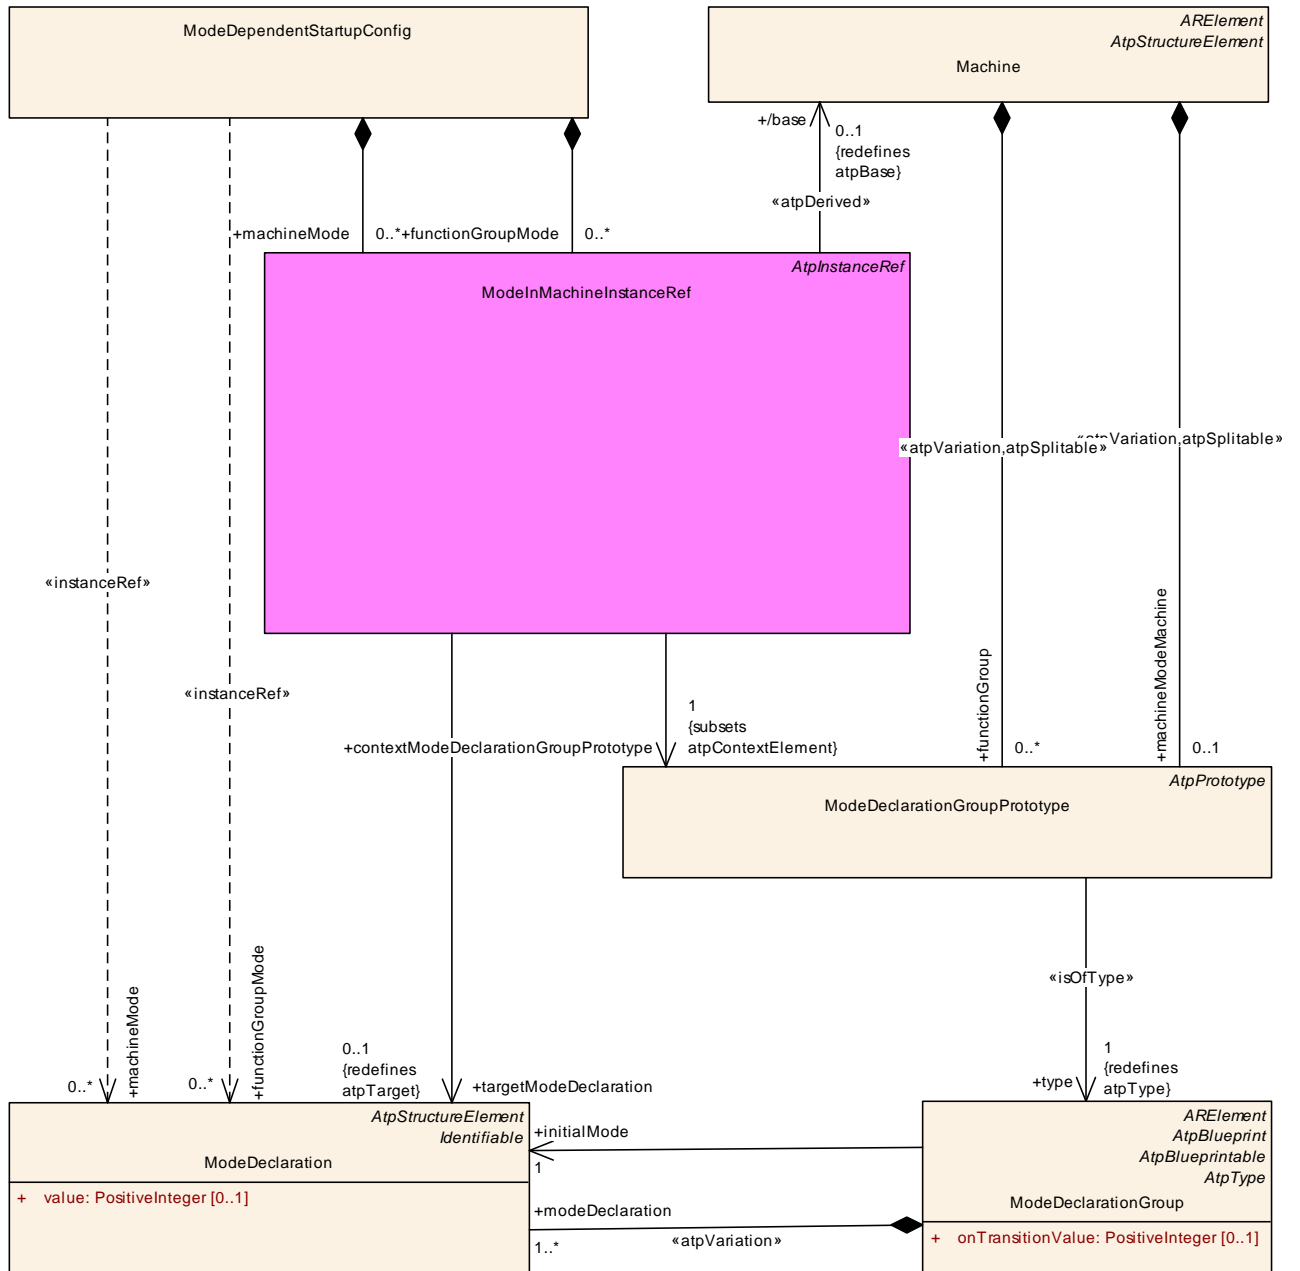 ModeDependentStartupConfig
ARElement
AtpStructureElement
Machine
+/base
0..1
{redefines
atpBase}
«atpDerived»
+machineMode
0..*
+functionGroupMode
0..*
AtpInstanceRef
ModeInMachineInstanceRef
«atpVariation,atpSplitable»
«atpVariation,atpSplitable»
«instanceRef»
«instanceRef»
+functionGroup
0..*
+machineModeMachine
0..1
+contextModeDeclarationGroupPrototype
1
{subsets
atpContextElement}
AtpPrototype
ModeDeclarationGroupPrototype
«isOfType»
0..*
+machineMode
0..*
+functionGroupMode
0..1
{redefines
atpTarget}
+targetModeDeclaration
+type
1
{redefines
atpType}
AtpStructureElement
Identifiable
ModeDeclaration
+ value: PositiveInteger [0..1]
+initialMode
1
+modeDeclaration
1..*
«atpVariation»
ARElement
AtpBlueprint
AtpBlueprintable
AtpType
ModeDeclarationGroup
+ onTransitionValue: PositiveInteger [0..1]